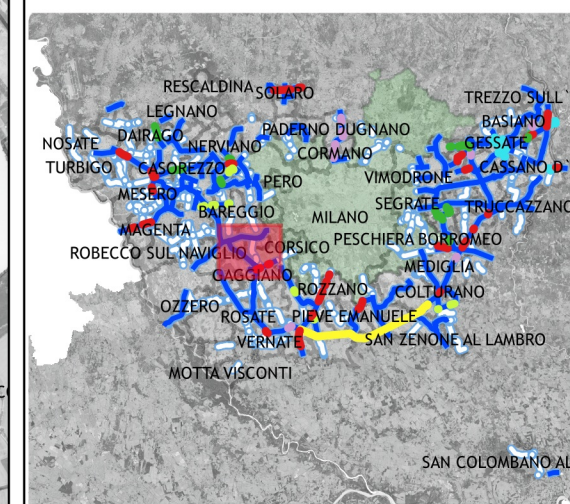 RESCALDINA
SOLARO
TREZZO SULL'
LEGNANO
BASIANO
DAIRAGO
PADERNO DUGNANO
NOSATE
NERVIANO
GESSATE
CORMANO
TURBIGO
CASOREZZO
CASSANO D'
VIMODRONE
PERO
MESERO
SEGRATE
TRUCCAZZANO
BAREGGIO
MILANO
MAGENTA
PESCHIERA BORROMEO
ROBECCO SUL NAVIGLIO
CORSICO
MEDIGLIA
GAGGIANO
ROZZANO
COLTURANO
OZZERO
ROSATE
PIEVE EMANUELE
VERNATE
SAN ZENONE AL LAMBRO
MOTTA VISCONTI
SAN COLOMBANO AL